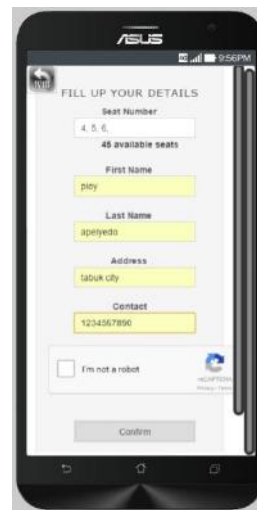 ASUS
9:56PM
FILL UP YOUR DETAILS
Seat Number
4, 5, 6,
45 available seats
First Name
ploy
Last Name
apelyedo
Address
tabuk city
Contact
1234567890
I'm not a robot
reCAPTCHA
Confirm